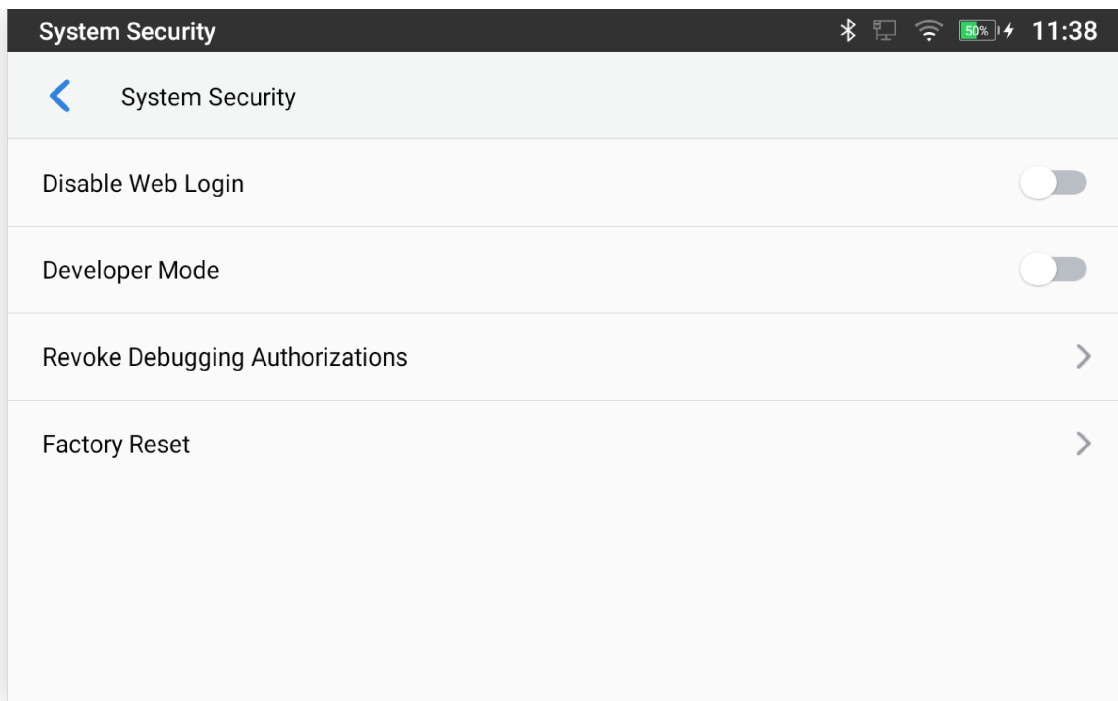 System Security
50%
11:38
System Security
Disable Web Login
Developer Mode
Revoke Debugging Authorizations
Factory Reset